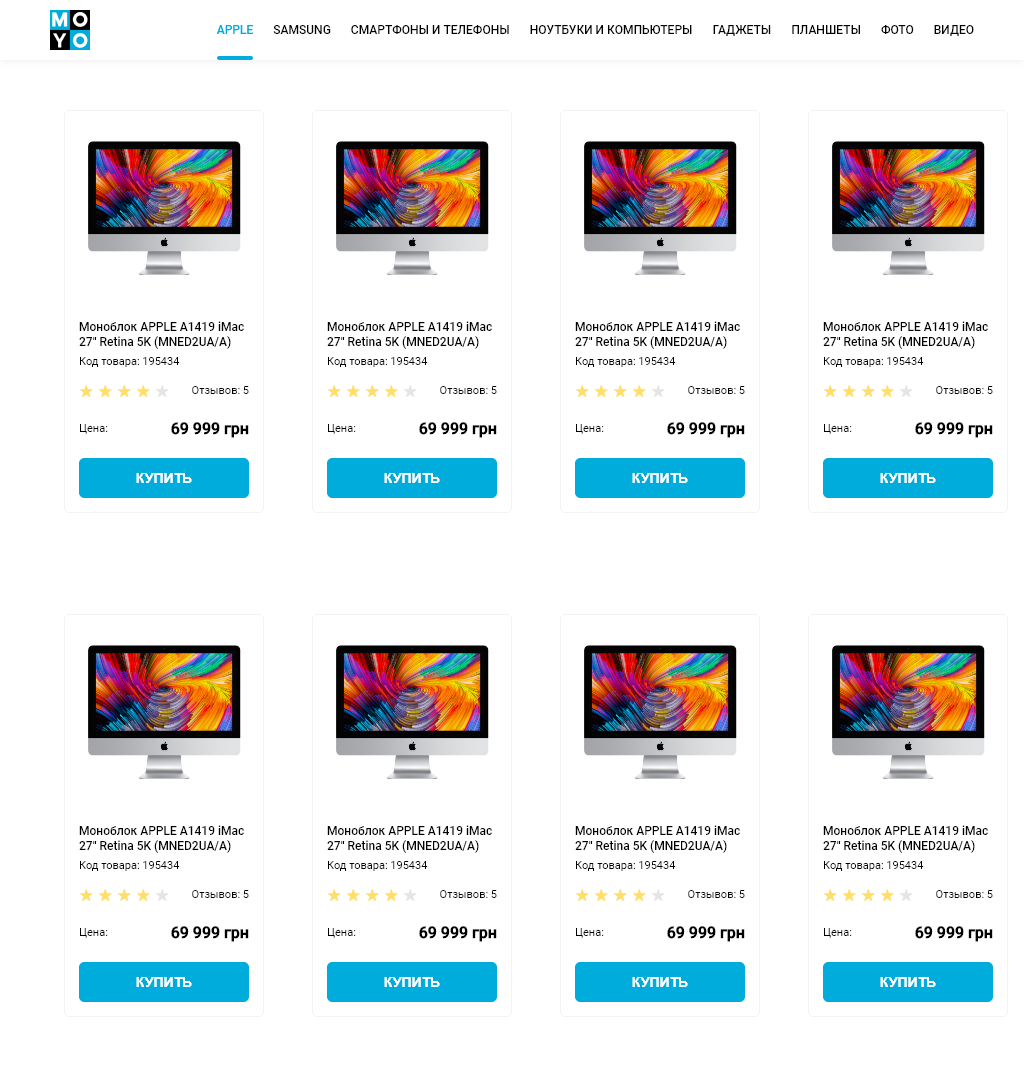 MO
YO
APPLE SAMSUNG СМАРТФОНЫ И ТЕЛЕФОНЫ НОУТБУКИ И КОМПЬЮТЕРЫ ГАДЖЕТЫ ПЛАНШЕТЫ ФОТО ВИДЕО
Моноблок APPLE A1419 iMac
27" Retina 5K (MNED2UA/A)
Код товара: 195434
Отзывов: 5
Цена: 69 999 грн
КУПИТЬ
Моноблок APPLE A1419 iMac
27" Retina 5K (MNED2UA/A)
Код товара: 195434
Отзывов: 5
Цена: 69 999 грн
КУПИТЬ
Моноблок APPLE A1419 iMac
27" Retina 5K (MNED2UA/A)
Код товара: 195434
Отзывов: 5
Цена: 69 999 грн
КУПИТЬ
Моноблок APPLE A1419 iMac
27" Retina 5K (MNED2UA/A)
Код товара: 195434
Отзывов: 5
Цена: 69 999 грн
КУПИТЬ
Моноблок APPLE A1419 iMac
27" Retina 5K (MNED2UA/A)
Код товара: 195434
Отзывов: 5
Цена: 69 999 грн
КУПИТЬ
Моноблок APPLE A1419 iMac
27" Retina 5K (MNED2UA/A)
Код товара: 195434
Отзывов: 5
Цена: 69 999 грн
КУПИТЬ
Моноблок APPLE A1419 iMac
27" Retina 5K (MNED2UA/A)
Код товара: 195434
Отзывов: 5
Цена: 69 999 грн
КУПИТЬ
Моноблок APPLE A1419 iMac
27" Retina 5K (MNED2UA/A)
Код товара: 195434
Отзывов: 5
Цена: 69 999 грн
КУПИТЬ